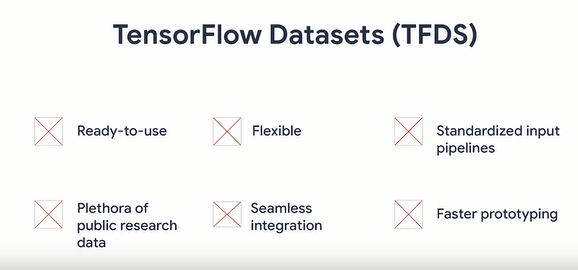 TensorFlow Datasets (TFDS)
Ready-to-use
Flexible
Standardized input
pipelines
Plethora of
public research
data
Seamless
integration
Faster prototyping